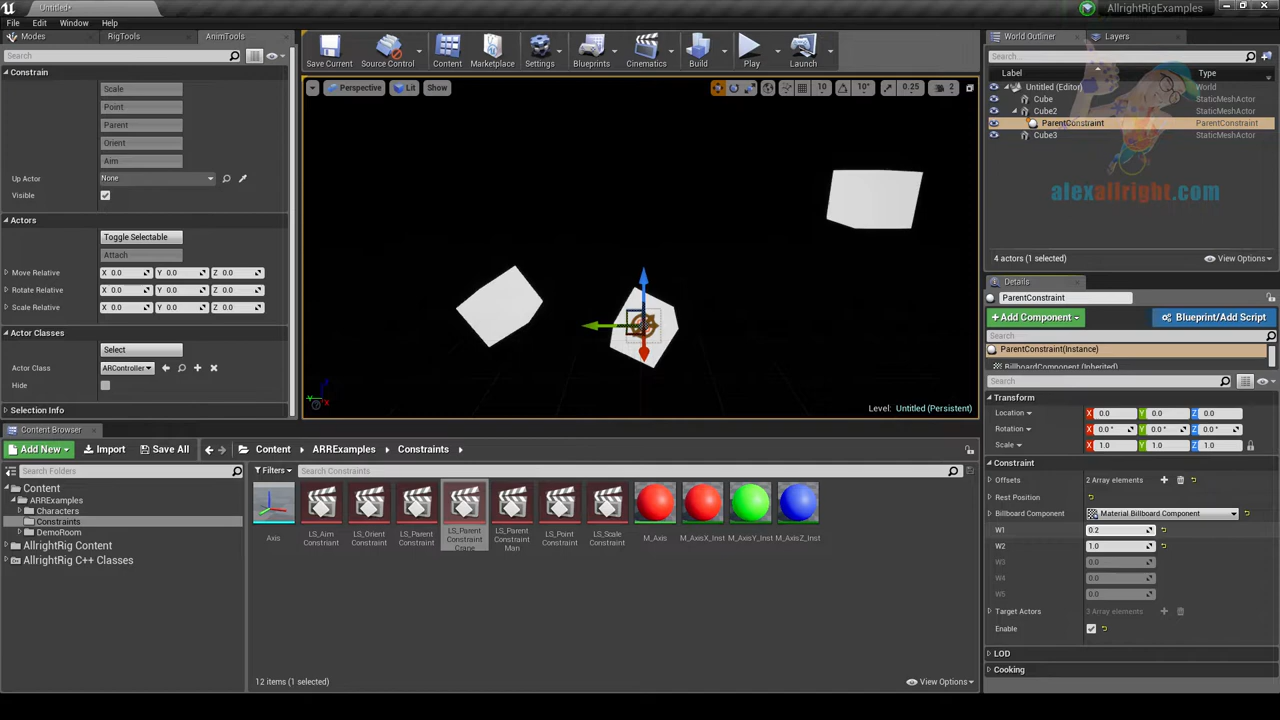 Untitled*
AllrightRigExamples
File Edit Window Help
Modes RigTools AnimTools
Search
Constrain
Scale
Point
Parent
Orient
Aim
Up Actor None
Visible
Actors
Toggle Selectable
Attach
Move Relative X 0.0 Y 0.0 Z 0.0
Rotate Relative X 0.0 Y 0.0 Z 0.0
Scale Relative X 0.0 Y 0.0 Z 0.0
Actor Classes
Select
Actor Class ARController
Hide
Selection Info
Save Current Source Control Content Marketplace Settings Blueprints Cinematics Build Play Launch
Perspective Lit Show 10 10° 0.25 2
Level: Untitled (Persistent)
World Outliner Layers
Search...
Label Type
Untitled (Editor) World
Cube StaticMeshActor
Cube2 StaticMeshActor
ParentConstraint ParentConstraint
Cube3 StaticMeshActor
alexallright.com
4 actors (1 selected) View Options
Details
ParentConstraint
+Add Component Blueprint/Add Script
ParentConstraint(Instance)
BillboardComponent (Inherited)
Search
Transform
Location X 0.0 Y 0.0 Z 0.0
Rotation X 0.0 ° Y 0.0 ° Z 0.0 °
Scale X 1.0 Y 1.0 Z 1.0
Constraint
Offsets 2 Array elements
Rest Position
Billboard Component Material Billboard Component
W1 0.2
W2 1.0
W3 0.0
W4 0.0
W5 0.0
Target Actors 3 Array elements
Enable
LOD
Cooking
Content Browser
Add New Import Save All Content ARRExamples Constraints
Search Folders
Content
ARRExamples
Characters
Constraints
DemoRoom
AllrightRig Content
AllrightRig C++ Classes
Filters Search Constraints
Axis
LS_Aim
Constraint
LS_Orient
Constraint
LS_Parent
Constraint
LS_Parent
Constraint
Crane
LS_Parent
Constraint
Man
LS_Point
Constraint
LS_Scale
Constraint
M_Axis
M_AxisX_Inst
M_AxisY_Inst
M_AxisZ_Inst
12 items (1 selected) View Options